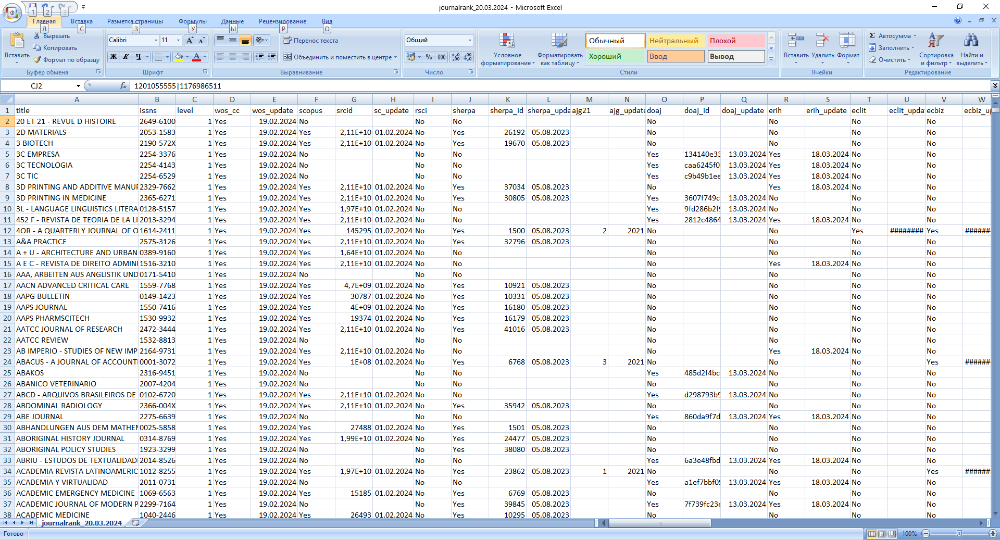 journalrank_20.03.2024 - Microsoft Excel
1 2 3
Главная Вставка Разметка страницы Формулы Данные Рецензирование Вид
Я С З У Ы Р О
Вставить
Вырезать
Копировать
Формат по образцу
Буфер обмена
Calibri 11
Ж К Ч
Шрифт
Перенос текста
Объединить и поместить в центре
Выравнивание
Общий
% 000
Число
Условное форматирование
Форматировать как таблицу
Обычный Нейтральный Плохой
Хороший Ввод Вывод
Стили
Вставить Удалить Формат
Ячейки
Автосумма
Заполнить
Очистить
Сортировка и фильтр
Найти и выделить
Редактирование
CJ2 fx 1201055555|1176986511
A B C D E F G H I J K L M N O P Q R S T U V W
1 title issns level wos_cc wos_update scopus srcid sc_update rsci sherpa sherpa_id sherpa_upda ajg21 ajg_update doaj doaj_id doaj_update erih erih_update eclit eclit_upda ecbiz ecbiz_up
2 20 ET 21 - REVUE D HISTOIRE 2649-6100 1 Yes 19.02.2024 No No No No No No No
3 2D MATERIALS 2053-1583 1 Yes 19.02.2024 Yes 2,11E+10 01.02.2024 No Yes 26192 05.08.2023 No No No No
4 3 BIOTECH 2190-572X 1 Yes 19.02.2024 Yes 2,11E+10 01.02.2024 No Yes 19670 05.08.2023 No No No No
5 3C EMPRESA 2254-3376 1 Yes 19.02.2024 No No No Yes 134140e33 13.03.2024 Yes 18.03.2024 No No
6 3C TECNOLOGIA 2254-4143 1 Yes 19.02.2024 No No No Yes caa6245f0 13.03.2024 Yes 18.03.2024 No No
7 3C TIC 2254-6529 1 Yes 19.02.2024 No No No Yes c9b49b1ee 13.03.2024 Yes 18.03.2024 No No
8 3D PRINTING AND ADDITIVE MANUF 2329-7662 1 Yes 19.02.2024 Yes 2,11E+10 01.02.2024 No Yes 37034 05.08.2023 No Yes 18.03.2024 No No
9 3D PRINTING IN MEDICINE 2365-6271 1 Yes 19.02.2024 Yes 2,11E+10 01.02.2024 No Yes 30805 05.08.2023 Yes 3607f749c 13.03.2024 No No No
10 3L - LANGUAGE LINGUISTICS LITERA 0128-5157 1 Yes 19.02.2024 Yes 1,97E+10 01.02.2024 No No Yes 9fd286b2f9 13.03.2024 No No No
11 452 F - REVISTA DE TEORIA DE LA LI 2013-3294 1 Yes 19.02.2024 Yes 2,11E+10 01.02.2024 No No Yes 2812c4864 13.03.2024 Yes 18.03.2024 No No
12 4OR - A QUARTERLY JOURNAL OF O 1614-2411 1 Yes 19.02.2024 Yes 145295 01.02.2024 No Yes 1500 05.08.2023 2 2021 No No Yes ######## Yes #######
13 A&A PRACTICE 2575-3126 1 Yes 19.02.2024 Yes 2,11E+10 01.02.2024 No Yes 32796 05.08.2023 No No No No
14 A + U - ARCHITECTURE AND URBAN 0389-9160 1 Yes 19.02.2024 Yes 1,64E+10 01.02.2024 No No No No No No
15 A E C - REVISTA DE DIREITO ADMINI 1516-3210 1 Yes 19.02.2024 Yes 2,11E+10 01.02.2024 No No No Yes 18.03.2024 No No
16 AAA, ARBEITEN AUS ANGLISTIK UND 0171-5410 1 Yes 19.02.2024 No No No No No No No
17 AACN ADVANCED CRITICAL CARE 1559-7768 1 Yes 19.02.2024 Yes 4,7E+09 01.02.2024 No Yes 10921 05.08.2023 No No No No
18 AAPG BULLETIN 0149-1423 1 Yes 19.02.2024 Yes 30787 01.02.2024 No Yes 10331 05.08.2023 No No No No
19 AAPS JOURNAL 1550-7416 1 Yes 19.02.2024 Yes 4E+09 01.02.2024 No Yes 16180 05.08.2023 No No No No
20 AAPS PHARMSCITECH 1530-9932 1 Yes 19.02.2024 Yes 19374 01.02.2024 No Yes 16179 05.08.2023 No No No No
21 AATCC JOURNAL OF RESEARCH 2472-3444 1 Yes 19.02.2024 Yes 2,11E+10 01.02.2024 No Yes 41016 05.08.2023 No No No No
22 AATCC REVIEW 1532-8813 1 Yes 19.02.2024 No No No No No No No
23 AB IMPERIO - STUDIES OF NEW IMP 2164-9731 1 Yes 19.02.2024 Yes 2,11E+10 01.02.2024 No No No Yes 18.03.2024 No No
24 ABACUS - A JOURNAL OF ACCOUNTI 0001-3072 1 Yes 19.02.2024 Yes 1E+08 01.02.2024 No Yes 6768 05.08.2023 3 2021 No No No Yes #######
25 ABAKOS 2316-9451 1 Yes 19.02.2024 No No No Yes 485d2f4bc 13.03.2024 No No No
26 ABANICO VETERINARIO 2007-4204 1 Yes 19.02.2024 No No No No No No No
27 ABCD - ARQUIVOS BRASILEIROS DE 0102-6720 1 Yes 19.02.2024 Yes 2,11E+10 01.02.2024 No No Yes d298793b9 13.03.2024 No No No
28 ABDOMINAL RADIOLOGY 2366-004X 1 Yes 19.02.2024 Yes 2,11E+10 01.02.2024 No Yes 35942 05.08.2023 No No No No
29 ABE JOURNAL 2275-6639 1 Yes 19.02.2024 No No No Yes 860da9f7d 13.03.2024 Yes 18.03.2024 No No
30 ABHANDLUNGEN AUS DEM MATHEM 0025-5858 1 Yes 19.02.2024 Yes 27488 01.02.2024 No Yes 1501 05.08.2023 No No No No
31 ABORIGINAL HISTORY JOURNAL 0314-8769 1 Yes 19.02.2024 Yes 1,99E+10 01.02.2024 No Yes 24477 05.08.2023 No No No No
32 ABORIGINAL POLICY STUDIES 1923-3299 1 Yes 19.02.2024 No No Yes 38080 05.08.2023 No No No No
33 ABRIU - ESTUDOS DE TEXTUALIDAD 2014-8526 1 Yes 19.02.2024 No No No Yes 6a3e48fbd 13.03.2024 Yes 18.03.2024 No No
34 ACADEMIA REVISTA LATINOAMERIC 1012-8255 1 Yes 19.02.2024 Yes 1,97E+10 01.02.2024 No Yes 23862 05.08.2023 1 2021 No No No Yes #######
35 ACADEMIA Y VIRTUALIDAD 2011-0731 1 Yes 19.02.2024 No No No Yes a1ef7bbf09 13.03.2024 Yes 18.03.2024 No No
36 ACADEMIC EMERGENCY MEDICINE 1069-6563 1 Yes 19.02.2024 Yes 15185 01.02.2024 No Yes 6769 05.08.2023 No No No No
37 ACADEMIC JOURNAL OF MODERN P 2299-7164 1 Yes 19.02.2024 No No Yes 39845 05.08.2023 Yes 7f739fc23e 13.03.2024 Yes 18.03.2024 No No
38 ACADEMIC MEDICINE 1040-2446 1 Yes 19.02.2024 Yes 26493 01.02.2024 No Yes 10295 05.08.2023 No No No No
journalrank_20.03.2024
Готово 100%